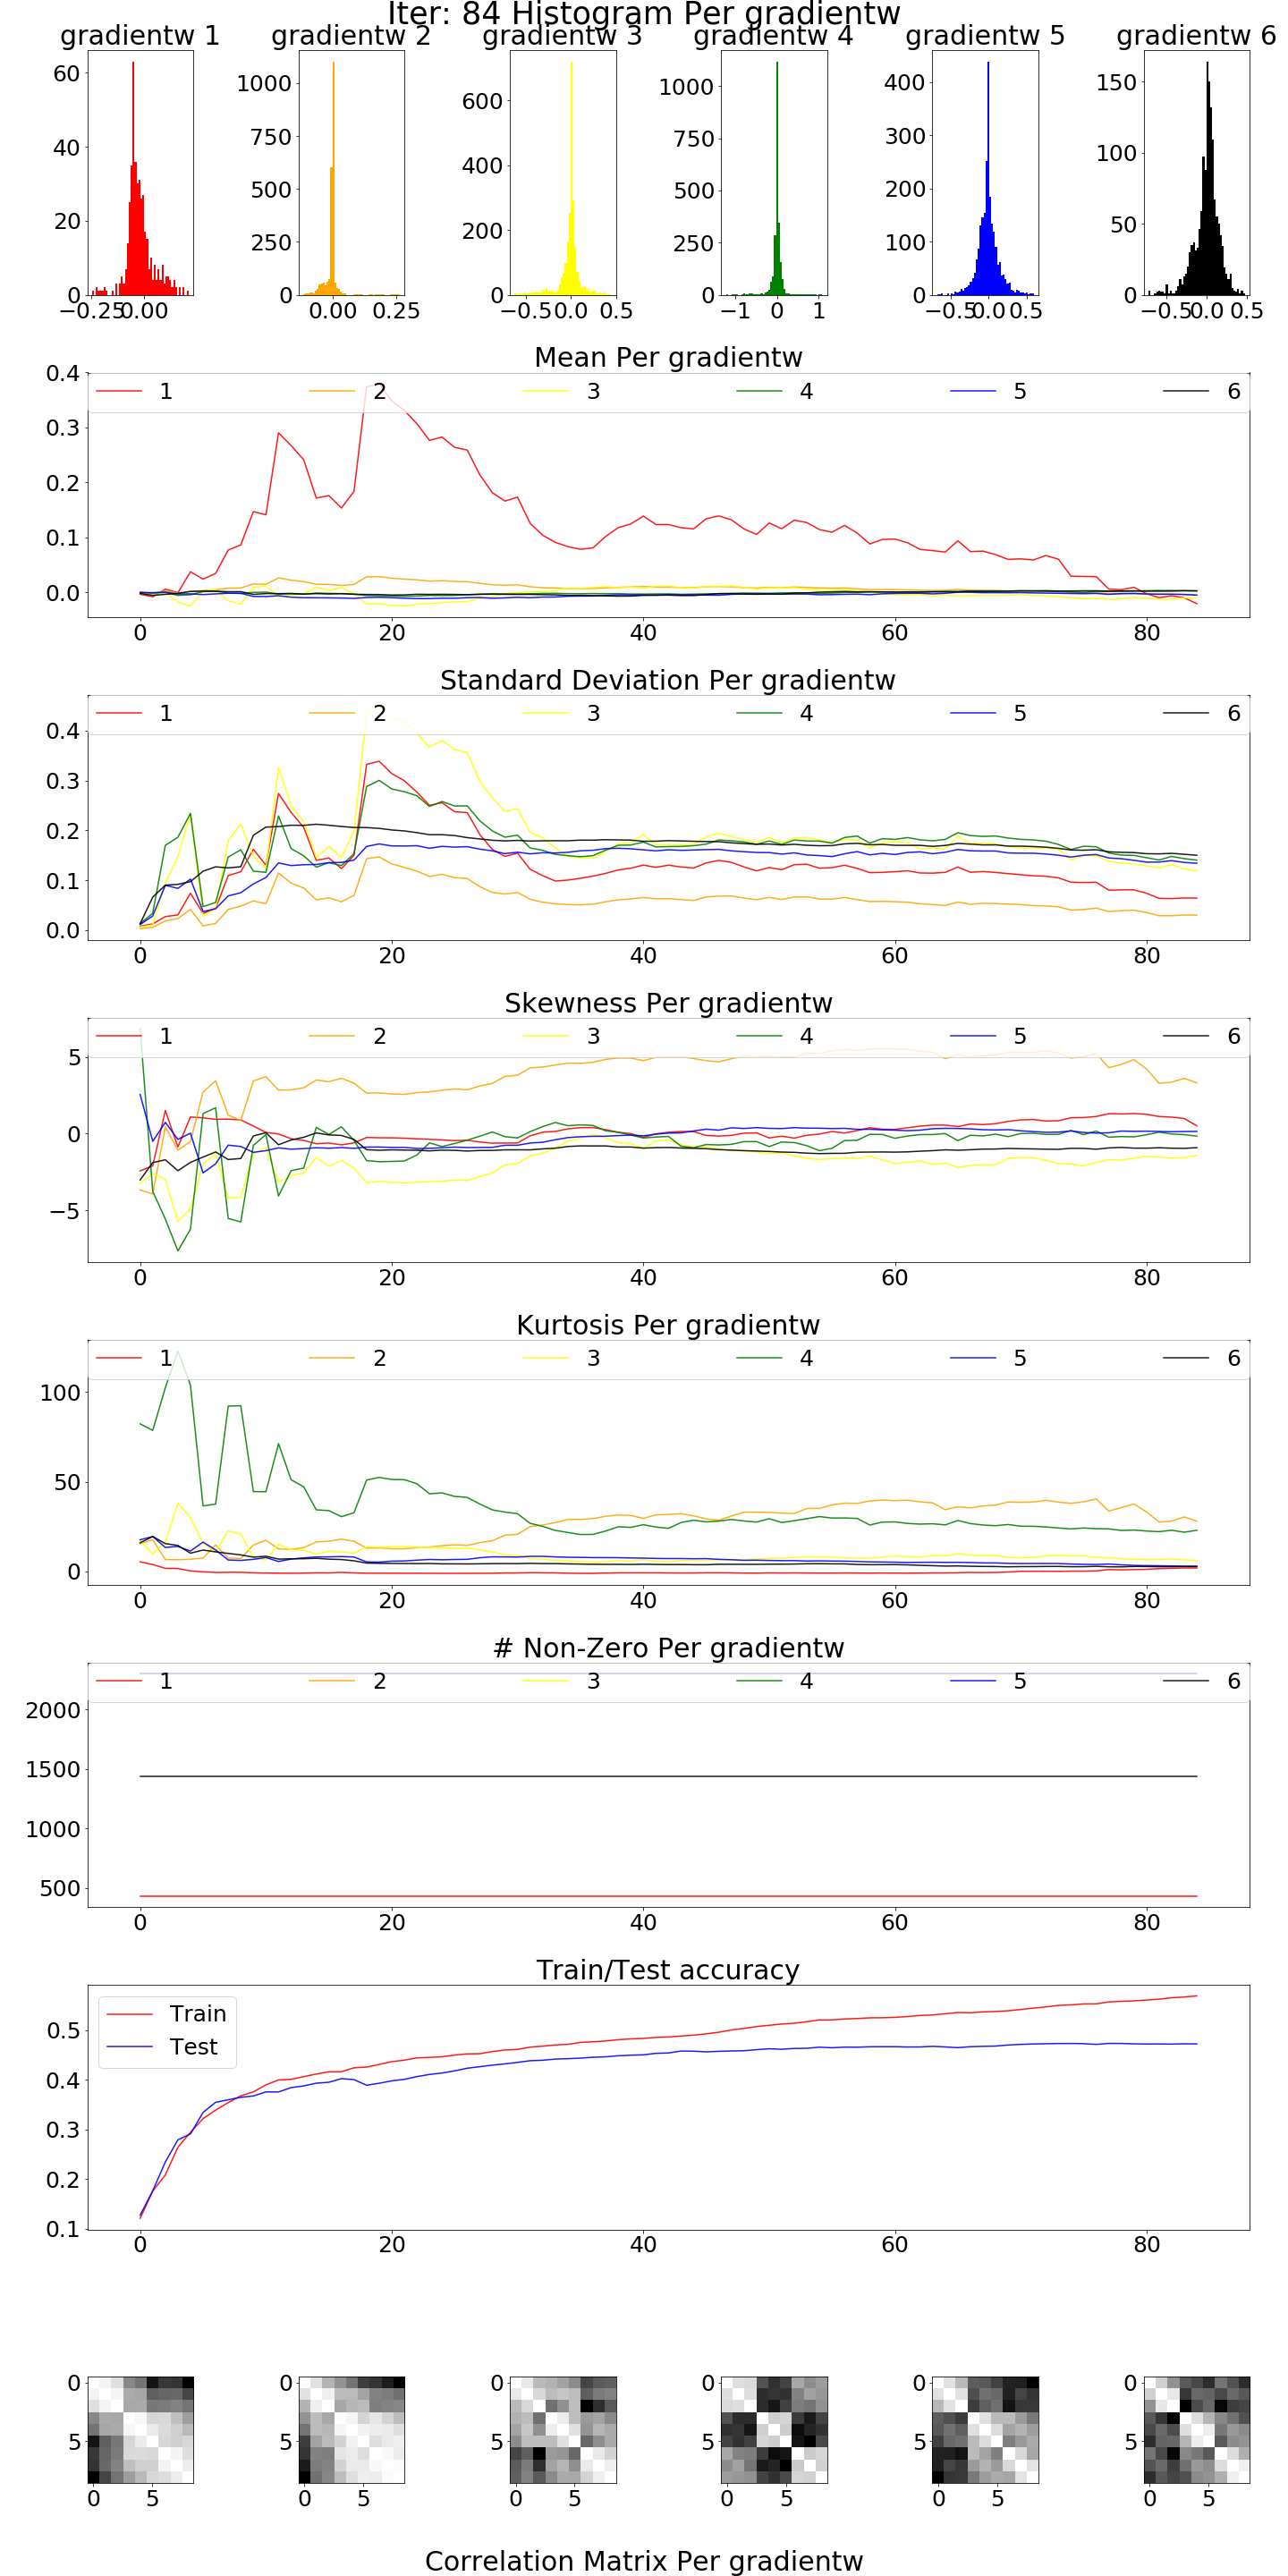 Iter: 84 Histogram Per gradientw
gradientw 1 gradientw 2 gradientw 3 gradientw 4 gradientw 5 gradientw 6
60 40 20 0
−0.25 0.00
1000 750 500 250 0
0.00 0.25
600 400 200 0
−0.5 0.0 0.5
1000 750 500 250 0
−1 0 1
400 300 200 100 0
−0.5 0.0 0.5
150 100 50 0
−0.5 0.0 0.5
Mean Per gradientw
1 2 3 4 5 6
0.4
0.3
0.2
0.1
0.0
0 20 40 60 80
Standard Deviation Per gradientw
1 2 3 4 5 6
0.4
0.3
0.2
0.1
0.0
0 20 40 60 80
Skewness Per gradientw
1 2 3 4 5 6
5
0
−5
0 20 40 60 80
Kurtosis Per gradientw
1 2 3 4 5 6
100
50
0
0 20 40 60 80
# Non-Zero Per gradientw
1 2 3 4 5 6
2000
1500
1000
500
0 20 40 60 80
Train/Test accuracy
Train
Test
0.5
0.4
0.3
0.2
0.1
0 20 40 60 80
0 0 0 0 0 0
5 5 5 5 5 5
0 5 0 5 0 5 0 5 0 5 0 5
Correlation Matrix Per gradientw